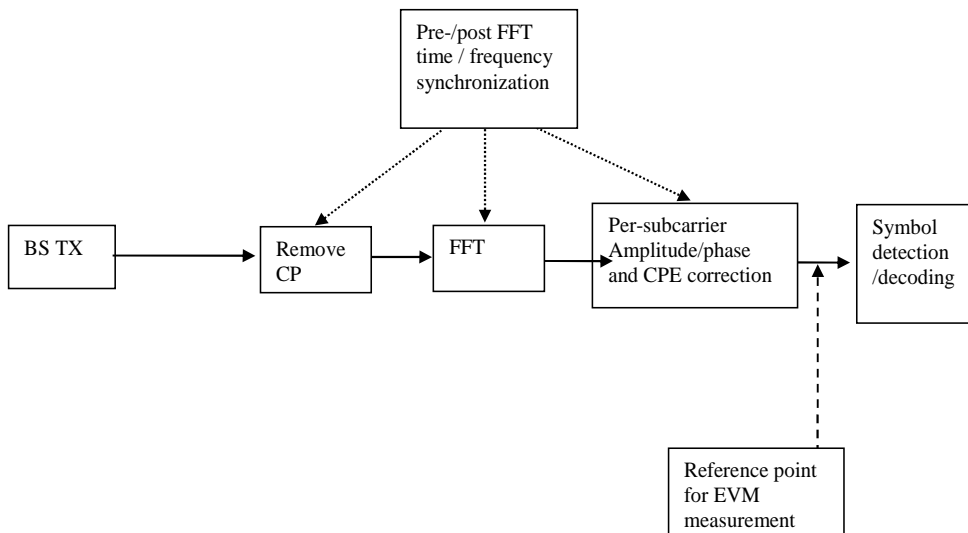 Pre-/post FFT
time / frequency
synchronization
BS TX
Remove
CP
FFT
Per-subcarrier
Amplitude/phase
and CPE correction
Symbol
detection
/decoding
Reference point
for EVM
measurement